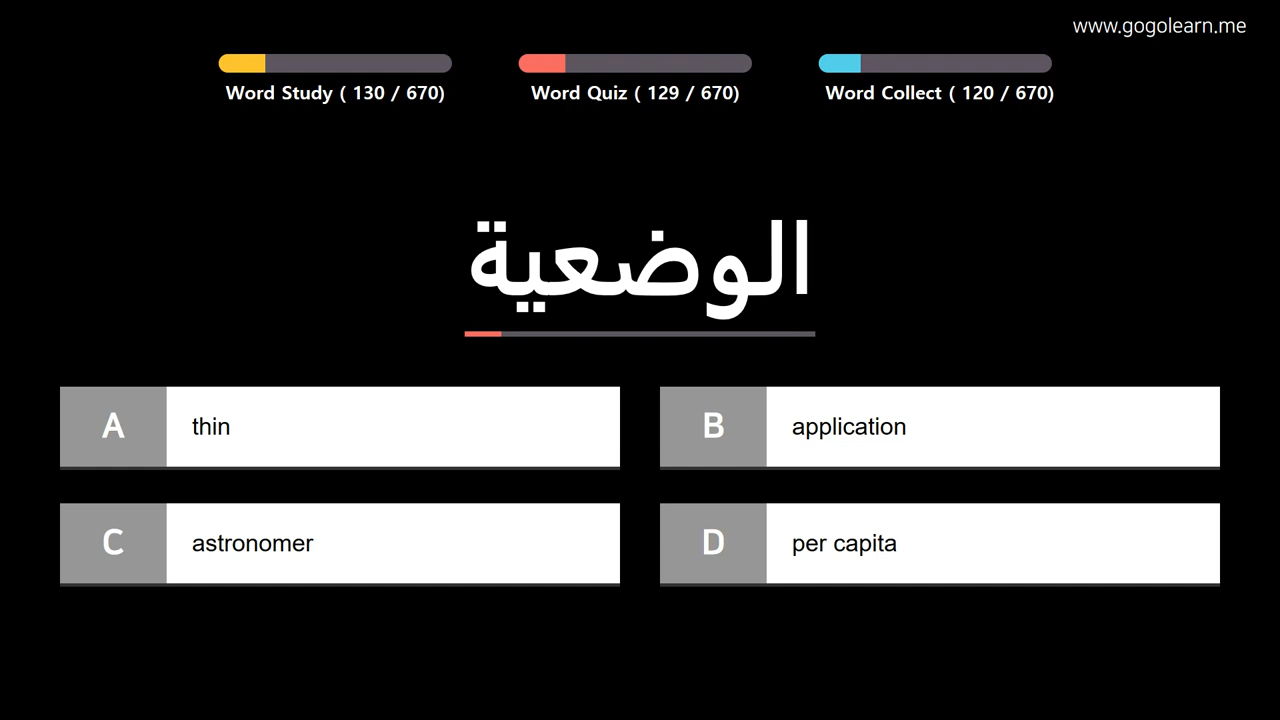 www.gogolearn.me
Word Study ( 130 / 670)
Word Quiz ( 129 / 670)
Word Collect ( 120 / 670)
الوضعية
A thin
B application
C astronomer
D per capita